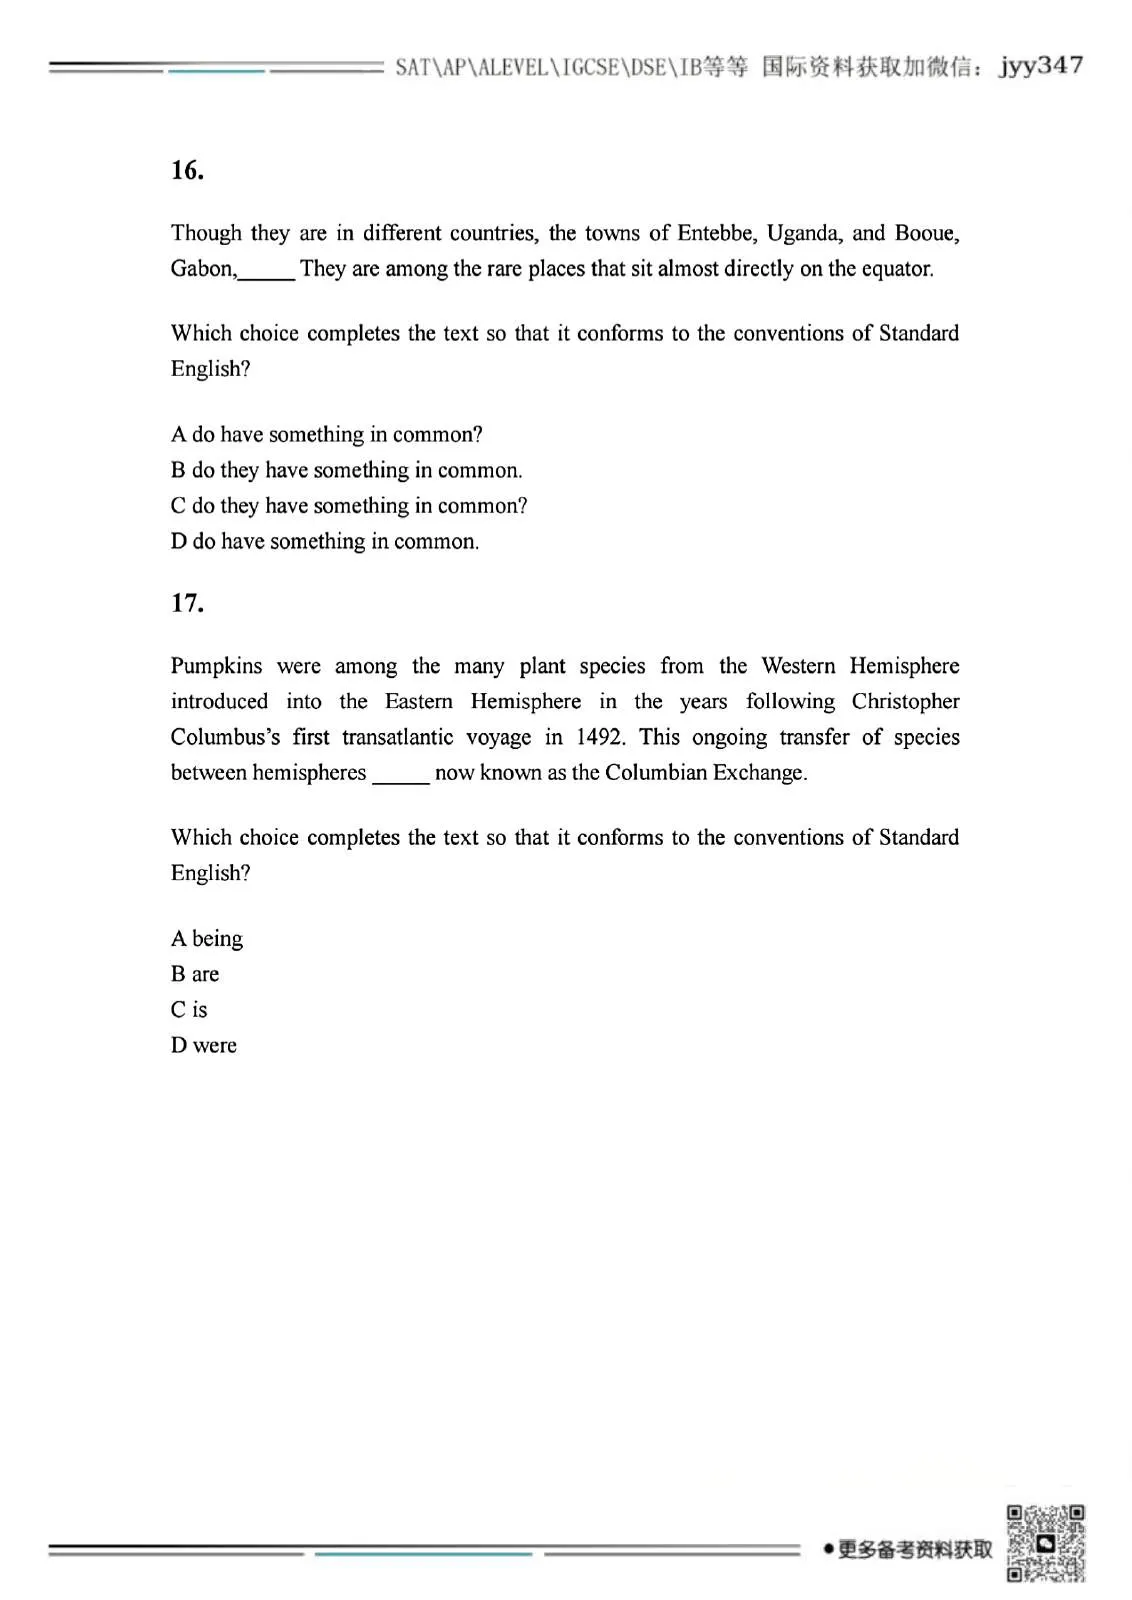 SAT\AP\ALEVEL\IGCSE\DSE\IB等等 国际资料获取加微信: jyy347
16.
Though they are in different countries, the towns of Entebbe, Uganda, and Booue,
Gabon,_____ They are among the rare places that sit almost directly on the equator.
Which choice completes the text so that it conforms to the conventions of Standard
English?
A do have something in common?
B do they have something in common.
C do they have something in common?
D do have something in common.
17.
Pumpkins were among the many plant species from the Western Hemisphere
introduced into the Eastern Hemisphere in the years following Christopher
Columbus’s first transatlantic voyage in 1492. This ongoing transfer of species
between hemispheres _____ now known as the Columbian Exchange.
Which choice completes the text so that it conforms to the conventions of Standard
English?
A being
B are
C is
D were
●更多备考资料获取